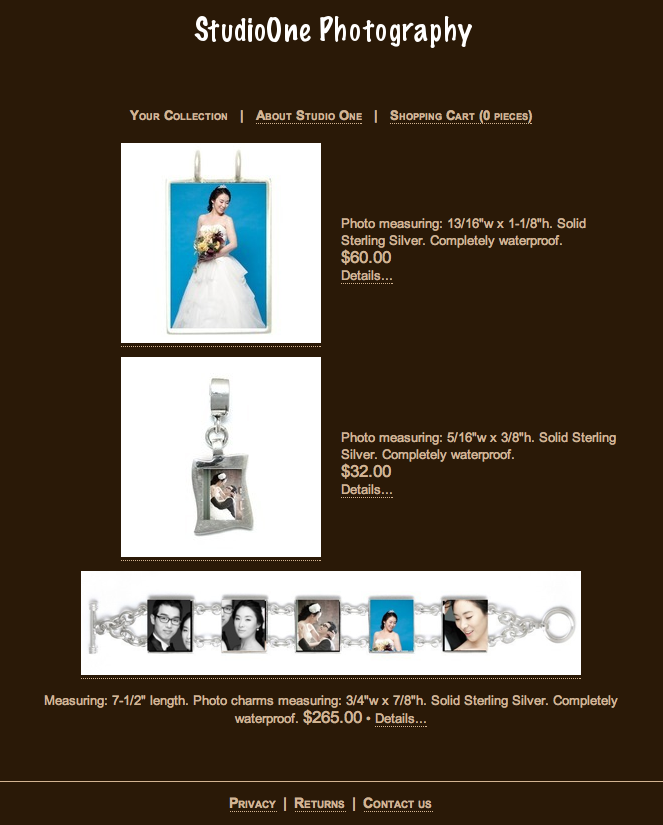 StudioOne Photography
Your Collection | About Studio One | Shopping Cart (0 pieces)
Photo measuring: 13/16"w x 1-1/8"h. Solid
Sterling Silver. Completely waterproof.
$60.00
Details...
Photo measuring: 5/16"w x 3/8"h. Solid Sterling
Silver. Completely waterproof.
$32.00
Details...
Measuring: 7-1/2" length. Photo charms measuring: 3/4"w x 7/8"h. Solid Sterling Silver. Completely
waterproof. $265.00 • Details...
Privacy | Returns | Contact us